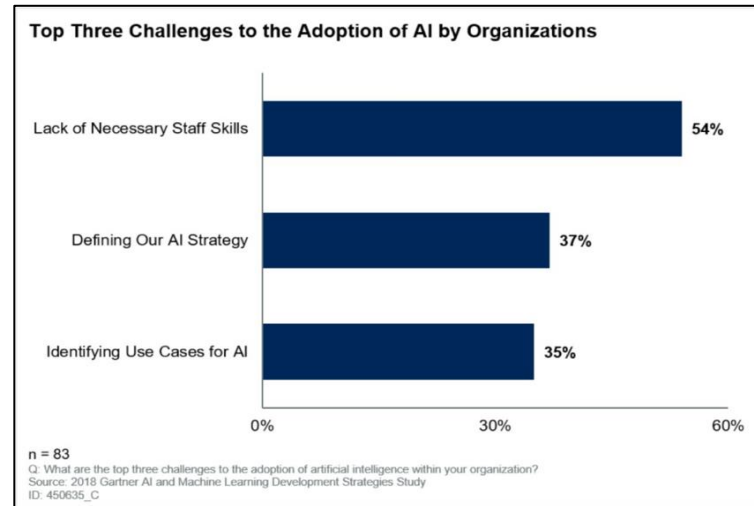 Top Three Challenges to the Adoption of AI by Organizations
Lack of Necessary Staff Skills
54%
Defining Our AI Strategy
37%
Identifying Use Cases for AI
35%
0%
30%
60%
n = 83
Q: What are the top three challenges to the adoption of artificial intelligence within your organization?
Source: 2018 Gartner AI and Machine Learning Development Strategies Study
ID: 450635_C